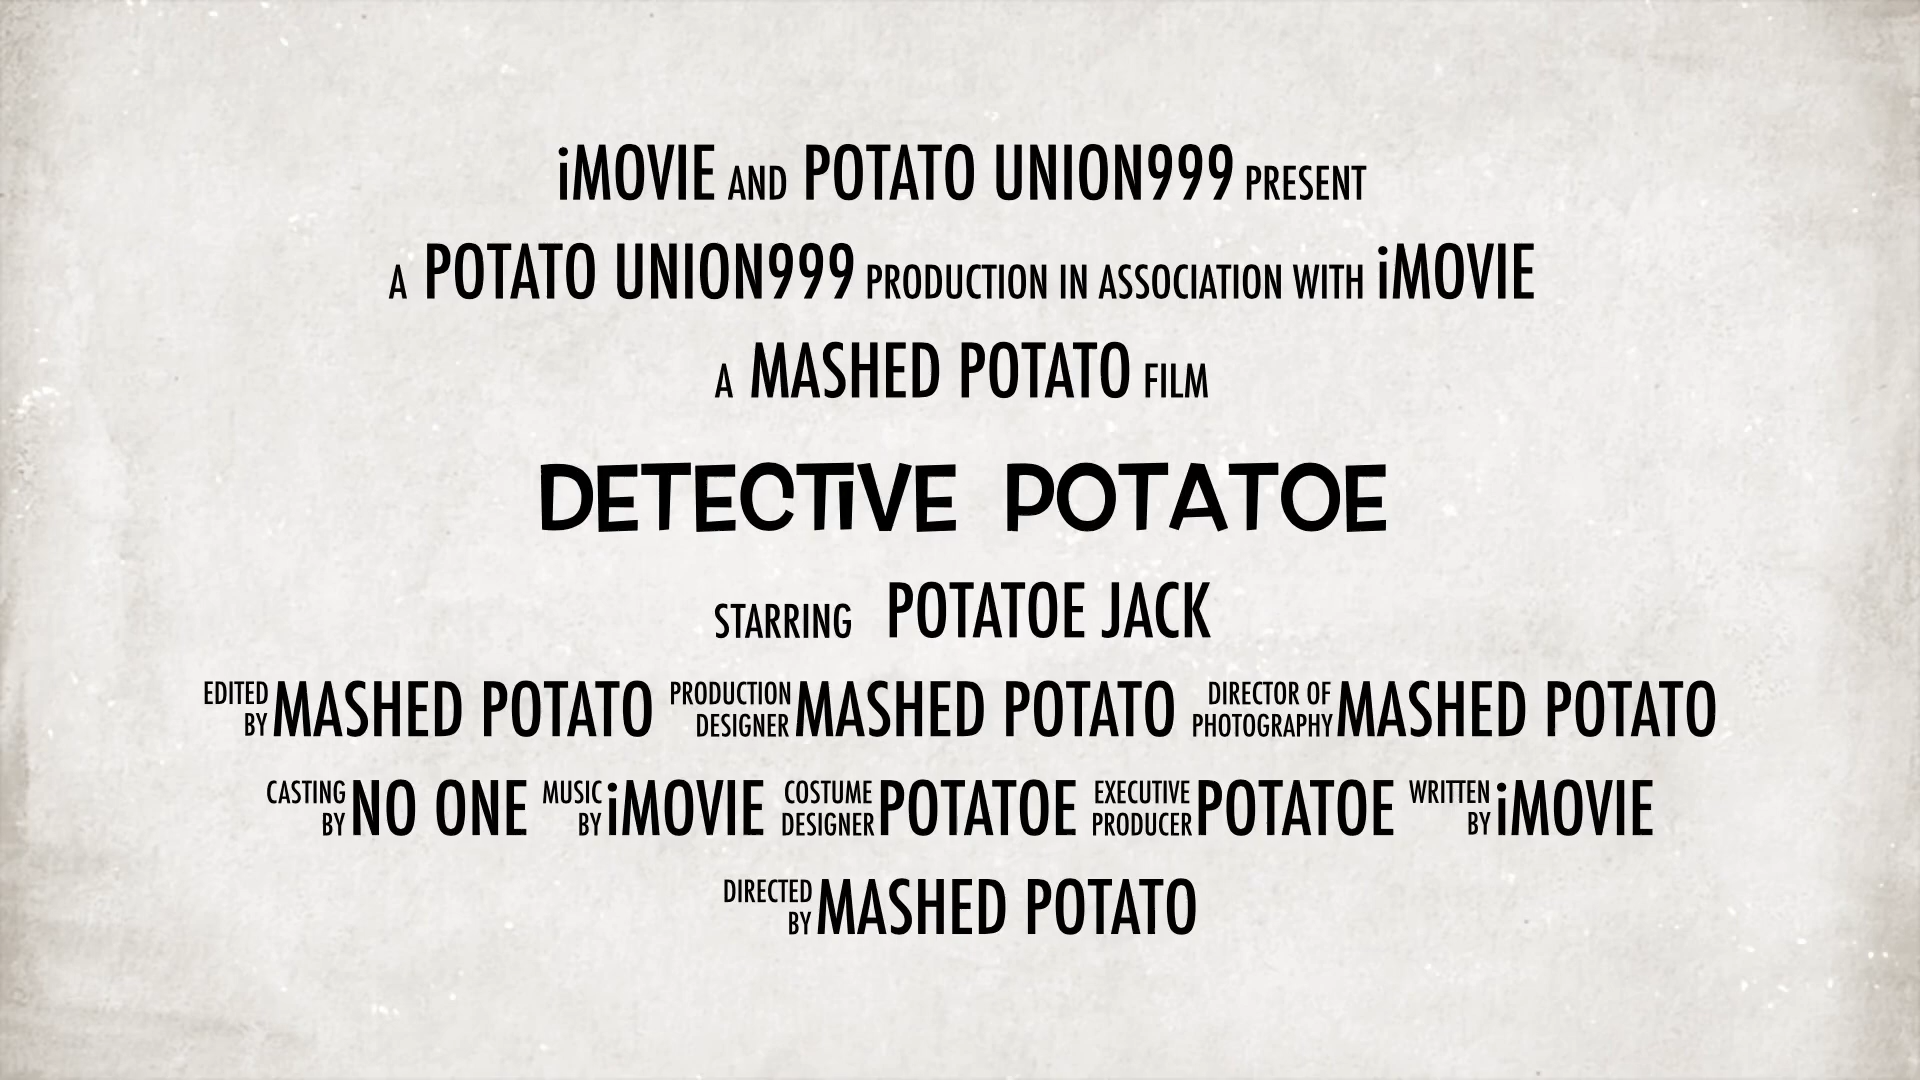 iMOVIE AND POTATO UNION999 PRESENT
A POTATO UNION999 PRODUCTION IN ASSOCIATION WITH iMOVIE
A MASHED POTATO FILM
DETECTiVE POTATOE
STARRING POTATOE JACK
EDITED BY MASHED POTATO PRODUCTION DESIGNER MASHED POTATO DIRECTOR OF PHOTOGRAPHY MASHED POTATO
CASTING BY NO ONE MUSIC BY iMOVIE COSTUME DESIGNER POTATOE EXECUTIVE PRODUCER POTATOE WRITTEN BY iMOVIE
DIRECTED BY MASHED POTATO